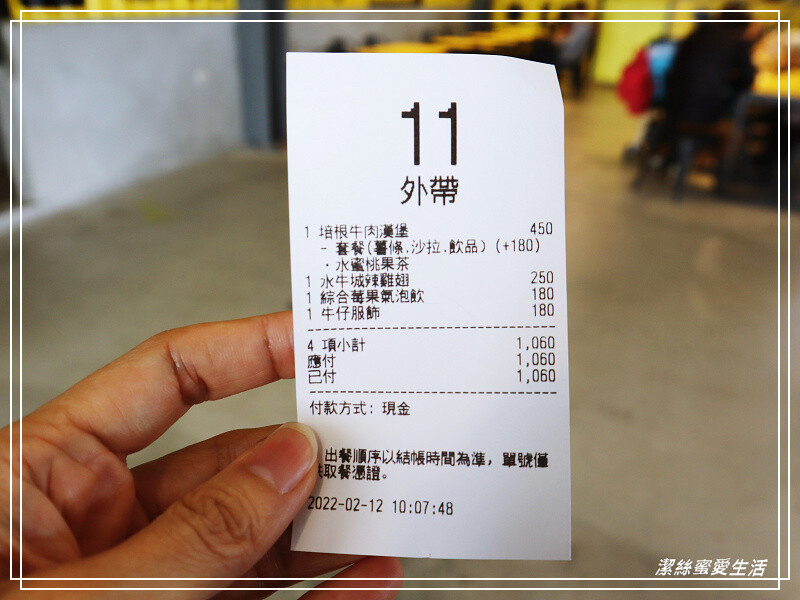 11
外帶
1 培根牛肉漢堡 450
- 套餐(薯條.沙拉.飲品) (+180)
· 水蜜桃果茶
1 水牛城辣雞翅 250
1 綜合莓果氣泡飲 180
1 牛仔服飾 180
4 項小計 1,060
應付 1,060
已付 1,060
付款方式: 現金
出餐順序以結帳時間為準, 單號僅
供取餐憑證。
2022-02-12 10:07:48
潔絲蜜愛生活